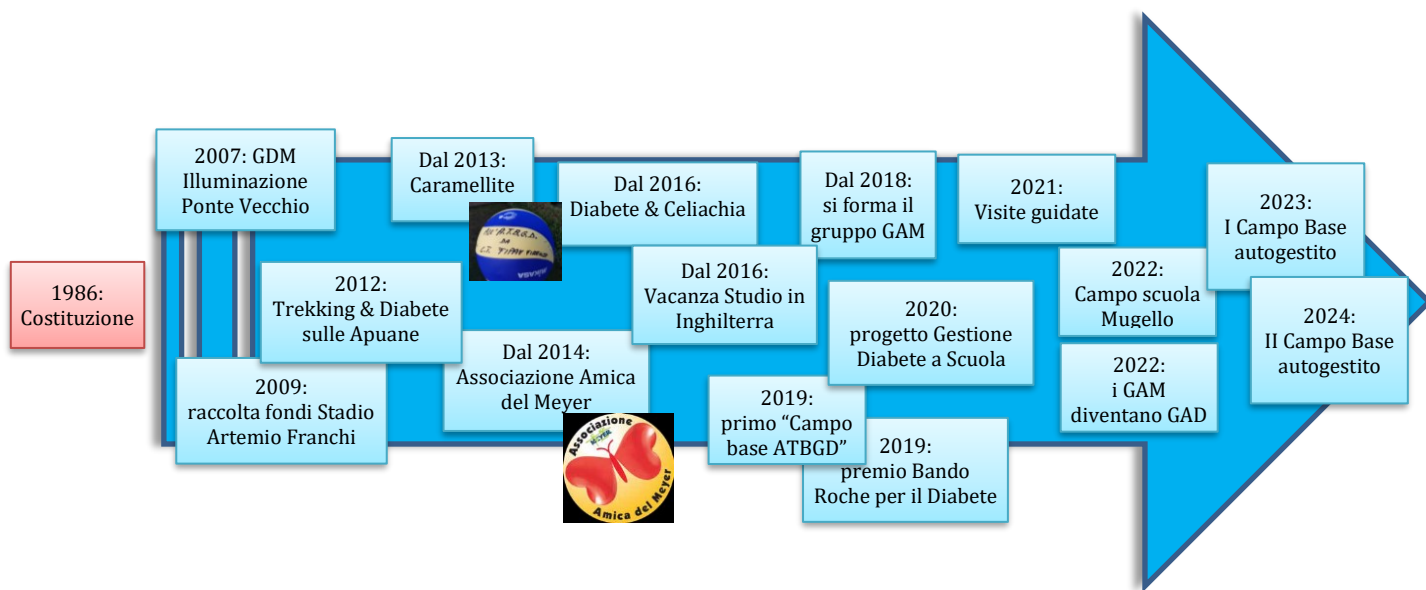 1986:
Costituzione
2007: GDM
Illuminazione
Ponte Vecchio
2009:
raccolta fondi Stadio
Artemio Franchi
2012:
Trekking & Diabete
sulle Apuane
Dal 2013:
Caramellite
Dal 2014:
Associazione Amica
del Meyer
Associazione
MEYER
Amica del Meyer
Dal 2016:
Diabete & Celiachia
Dal 2016:
Vacanza Studio in
Inghilterra
Dal 2018:
si forma il
gruppo GAM
2019:
primo “Campo
base ATBGD”
2019:
premio Bando
Roche per il Diabete
2020:
progetto Gestione
Diabete a Scuola
2021:
Visite guidate
2022:
Campo scuola
Mugello
2022:
i GAM
diventano GAD
2023:
I Campo Base
autogestito
2024:
II Campo Base
autogestito